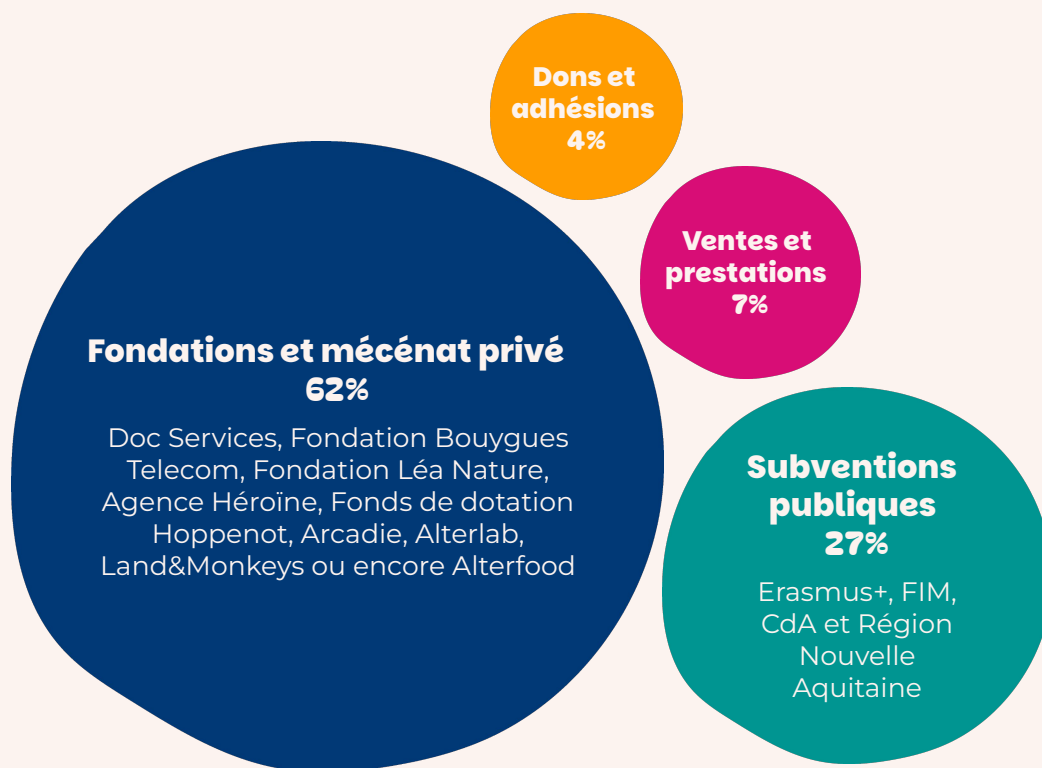 Dons et
adhésions
4%
Ventes et
prestations
7%
Fondations et mécénat privé
62%
Doc Services, Fondation Bouygues
Telecom, Fondation Léa Nature,
Agence Héroïne, Fonds de dotation
Hoppenot, Arcadie, Alterlab,
Land&Monkeys ou encore Alterfood
Subventions
publiques
27%
Erasmus+, FIM,
CdA et Région
Nouvelle
Aquitaine